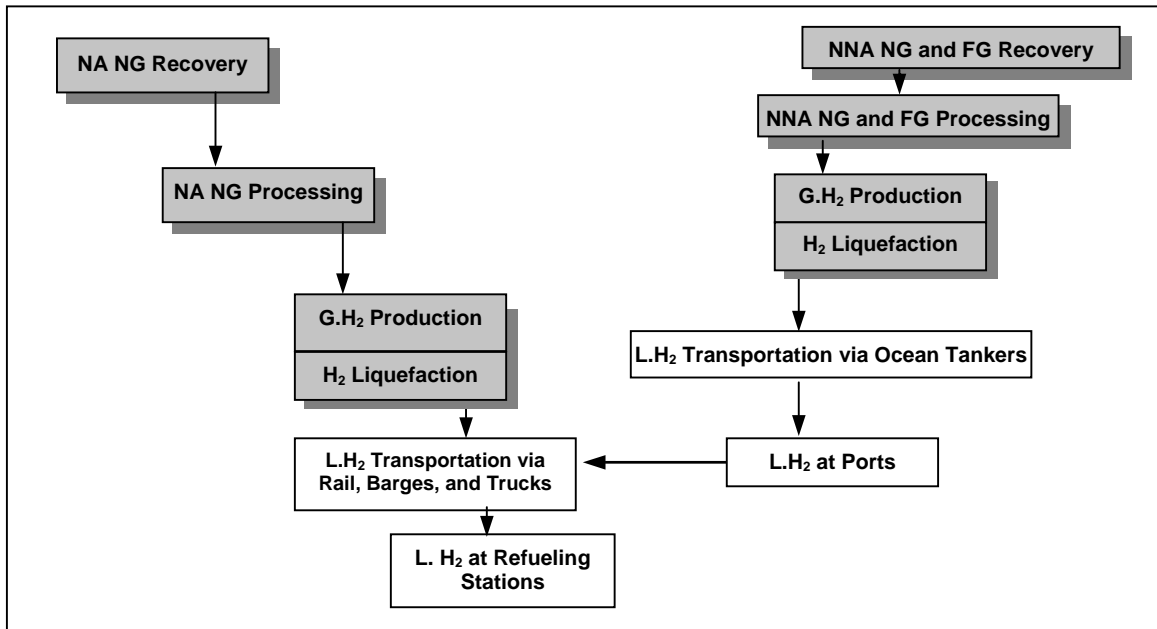 NA NG Recovery
NNA NG and FG Recovery
NNA NG and FG Processing
NA NG Processing
G.H₂ Production
H₂ Liquefaction
G.H₂ Production
H₂ Liquefaction
L.H₂ Transportation via Ocean Tankers
L.H₂ Transportation via
Rail, Barges, and Trucks
L.H₂ at Ports
L. H₂ at Refueling
Stations